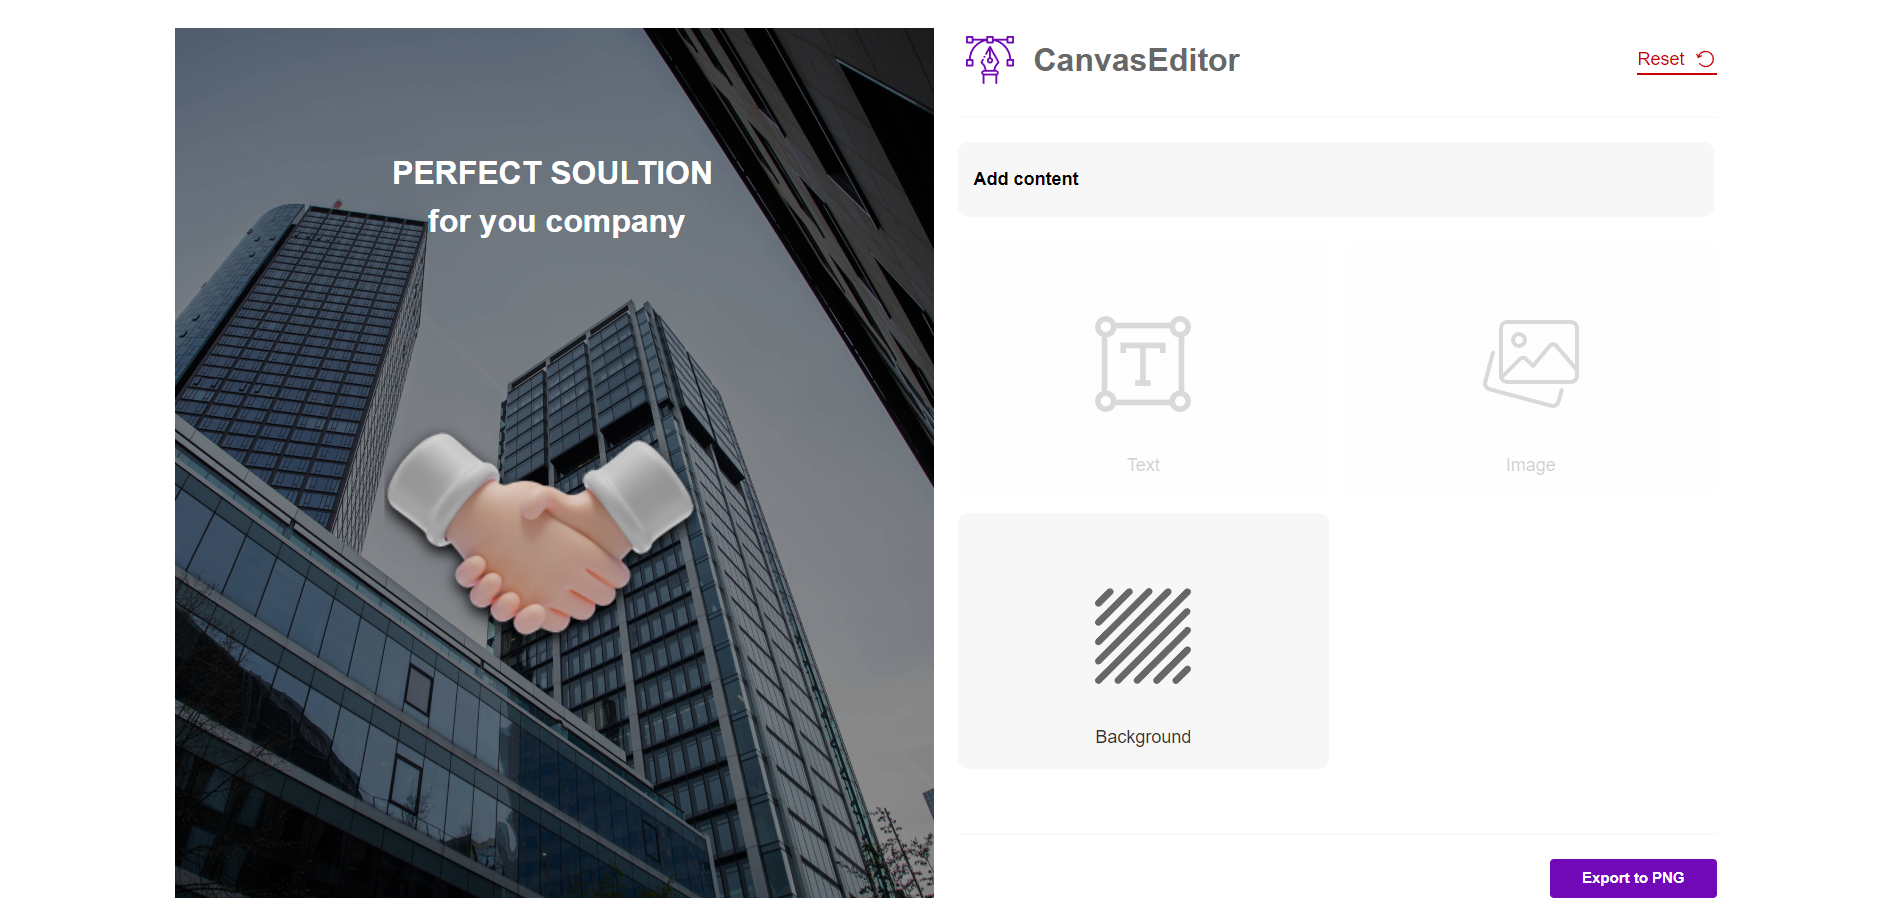 PERFECT SOULTION
for you company
CanvasEditor
Reset
Add content
Text
Image
Background
Export to PNG